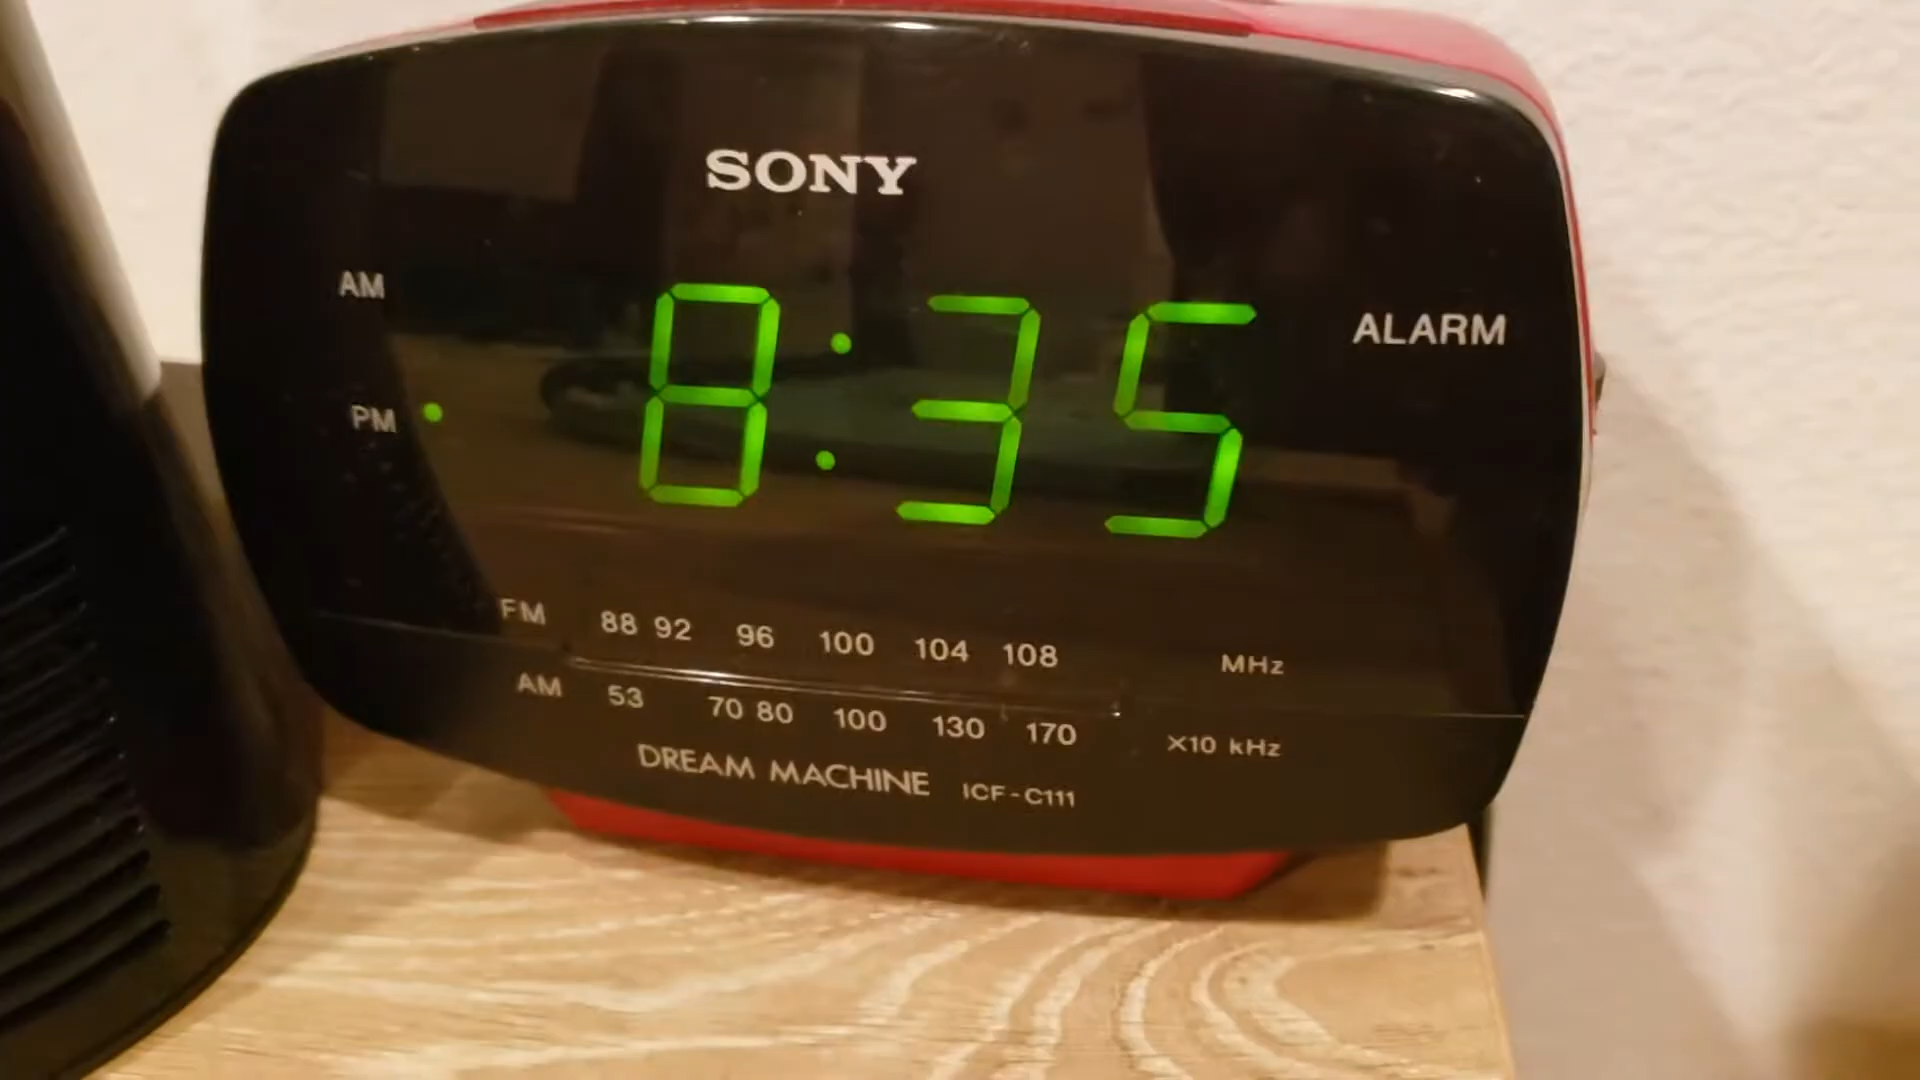 SONY
AM
8:35
ALARM
PM
FM 88 92 96 100 104 108 MHz
AM 53 70 80 100 130 170 X10 kHz
DREAM MACHINE ICF-C111